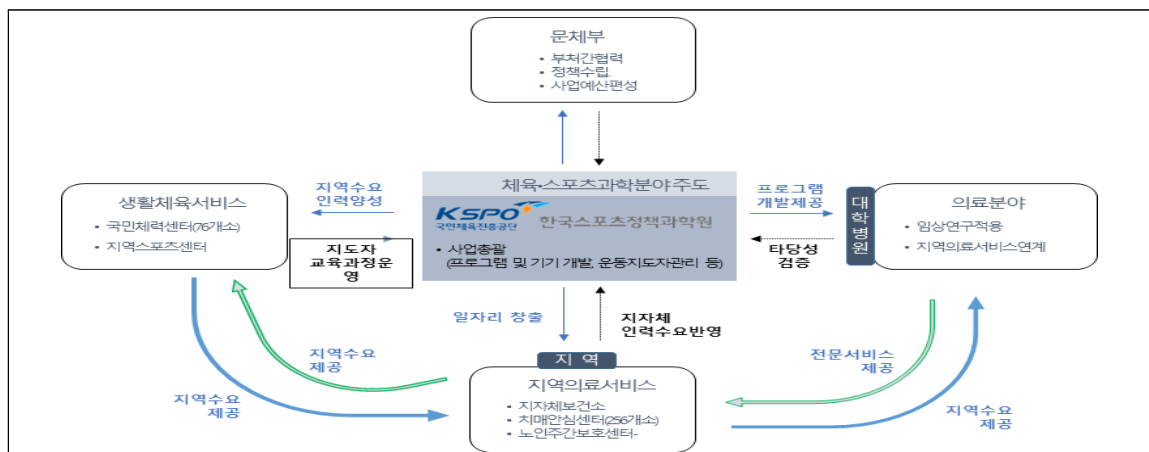 문체부
• 부처간협력
• 정책수립.
• 사업예산편성
체육•스포츠과학분야 주도
KSPO
국민체육진흥공단
한국스포츠정책과학원
• 사업총괄
(프로그램 및 기기 개발, 운동지도자관리 등)
생활체육서비스
• 국민체력센터(76개소)
• 지역스포츠센터
지역수요
인력양성
지도자
교육과정운
영
프로그램
개발제공
타당성
검증
대학병원
의료분야
• 임상연구적용
• 지역의료서비스연계
일자리 창출
지자체
인력수요반영
지역수요
제공
지역수요
제공
전문서비스
제공
지역수요
제공
지 역
지역의료서비스
• 지자체보건소
• 치매안심센터(256개소)
• 노인주간보호센터-